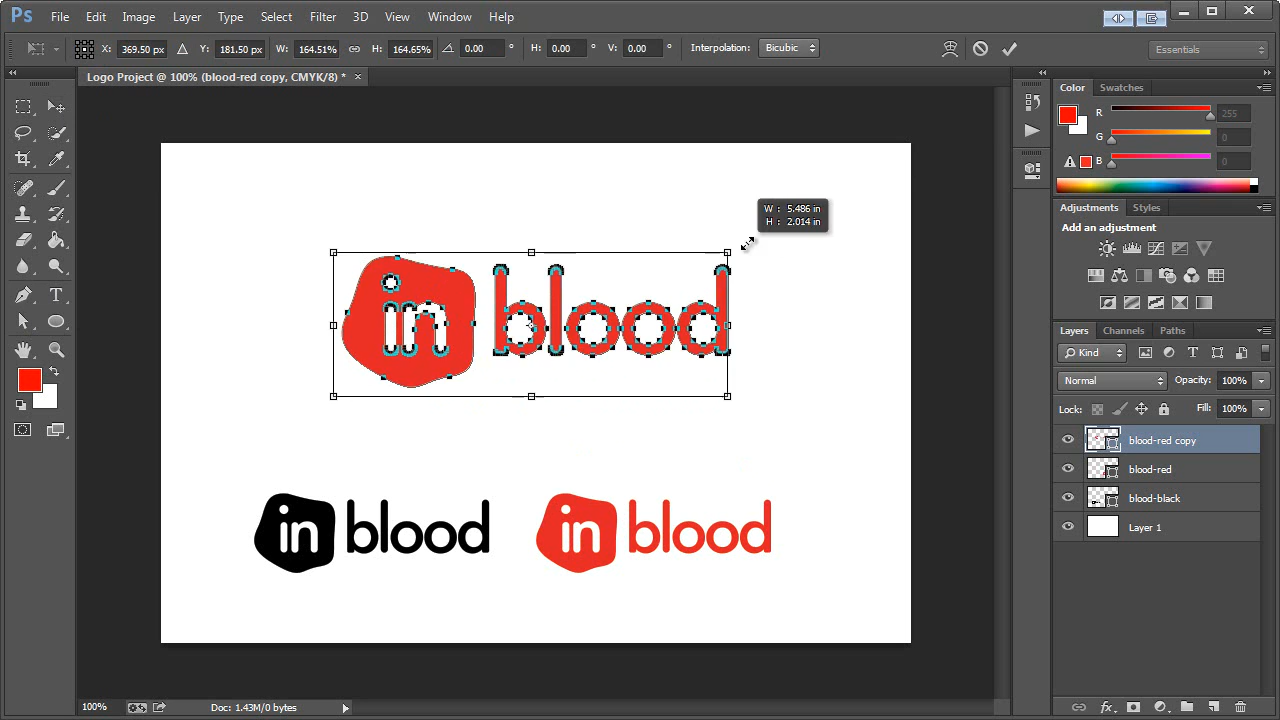 Ps File Edit Image Layer Type Select Filter 3D View Window Help
X: 369.50 px Y: 181.50 px W: 164.51% H: 164.65% 0.00 ° H: 0.00 ° V: 0.00 ° Interpolation: Bicubic Essentials
Logo Project @ 100% (blood-red copy, CMYK/8) * ×
Color Swatches
R 255
G 0
B 0
W : 5.486 in
H : 2.014 in
Adjustments Styles
Add an adjustment
in blood
Layers Channels Paths
Kind
Normal Opacity: 100%
Lock: Fill: 100%
blood-red copy
blood-red
blood-black
Layer 1
in blood in blood
100% Doc: 1.43M/0 bytes
fx